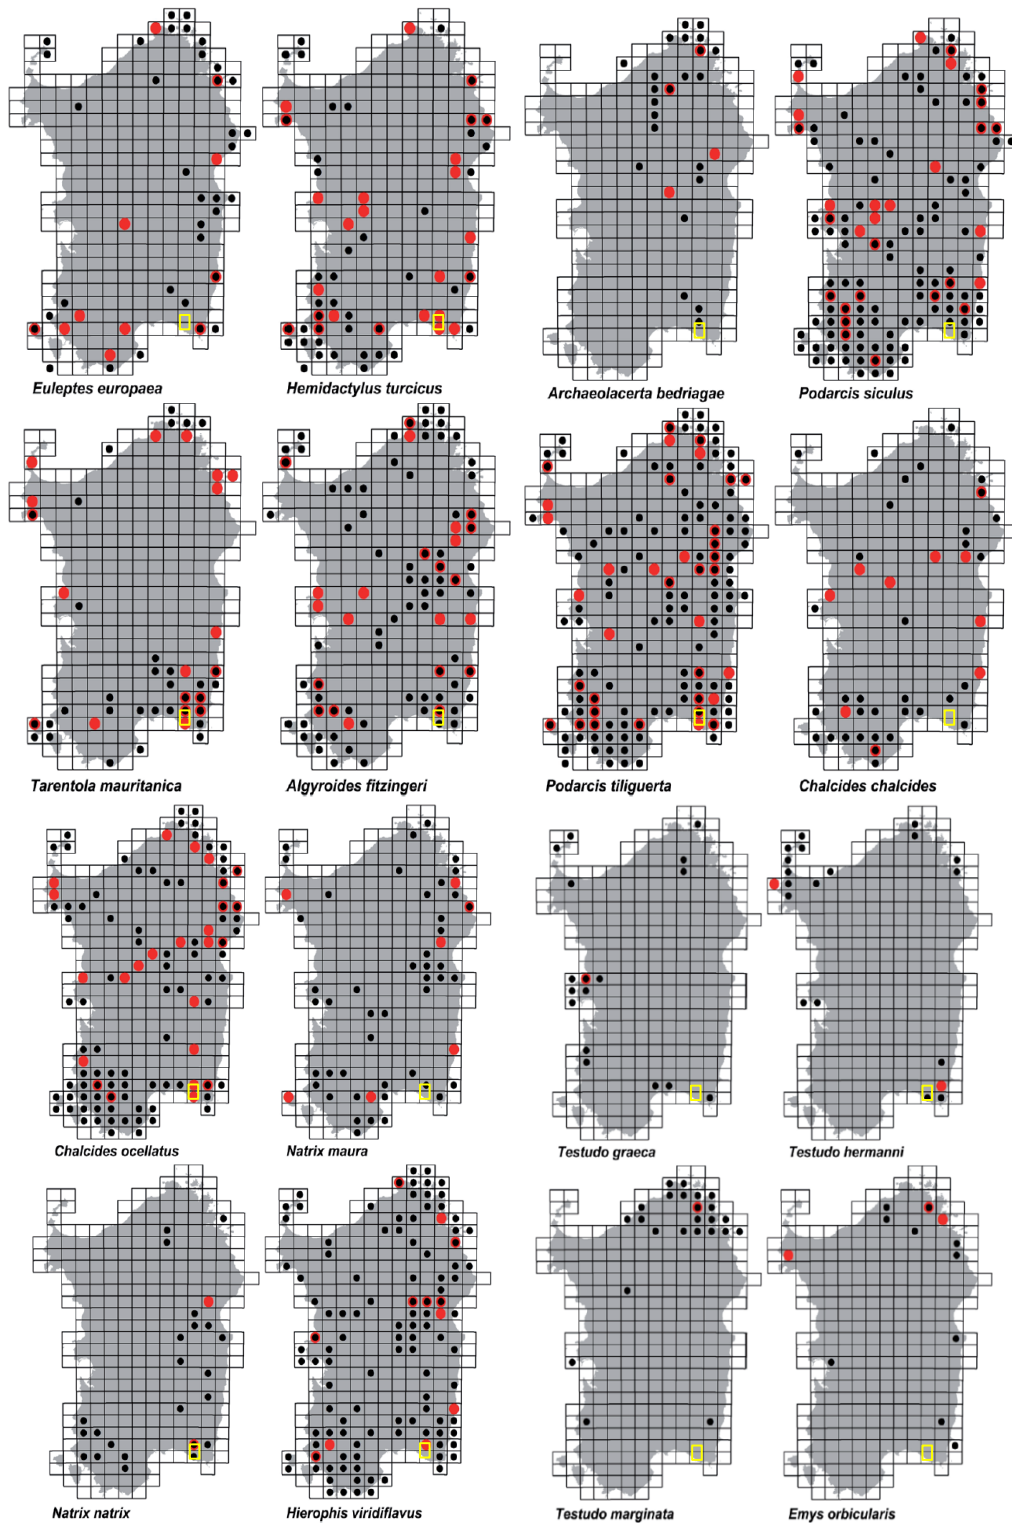 Euleptes europaea
Hemidactylus turcicus
Archaeolacerta bedriagae
Podarcis siculus
Tarentola mauritanica
Algyroides fitzingeri
Podarcis tiliguerta
Chalcides chalcides
Chalcides ocellatus
Natrix maura
Testudo graeca
Testudo hermanni
Natrix natrix
Hierophis viridiflavus
Testudo marginata
Emys orbicularis